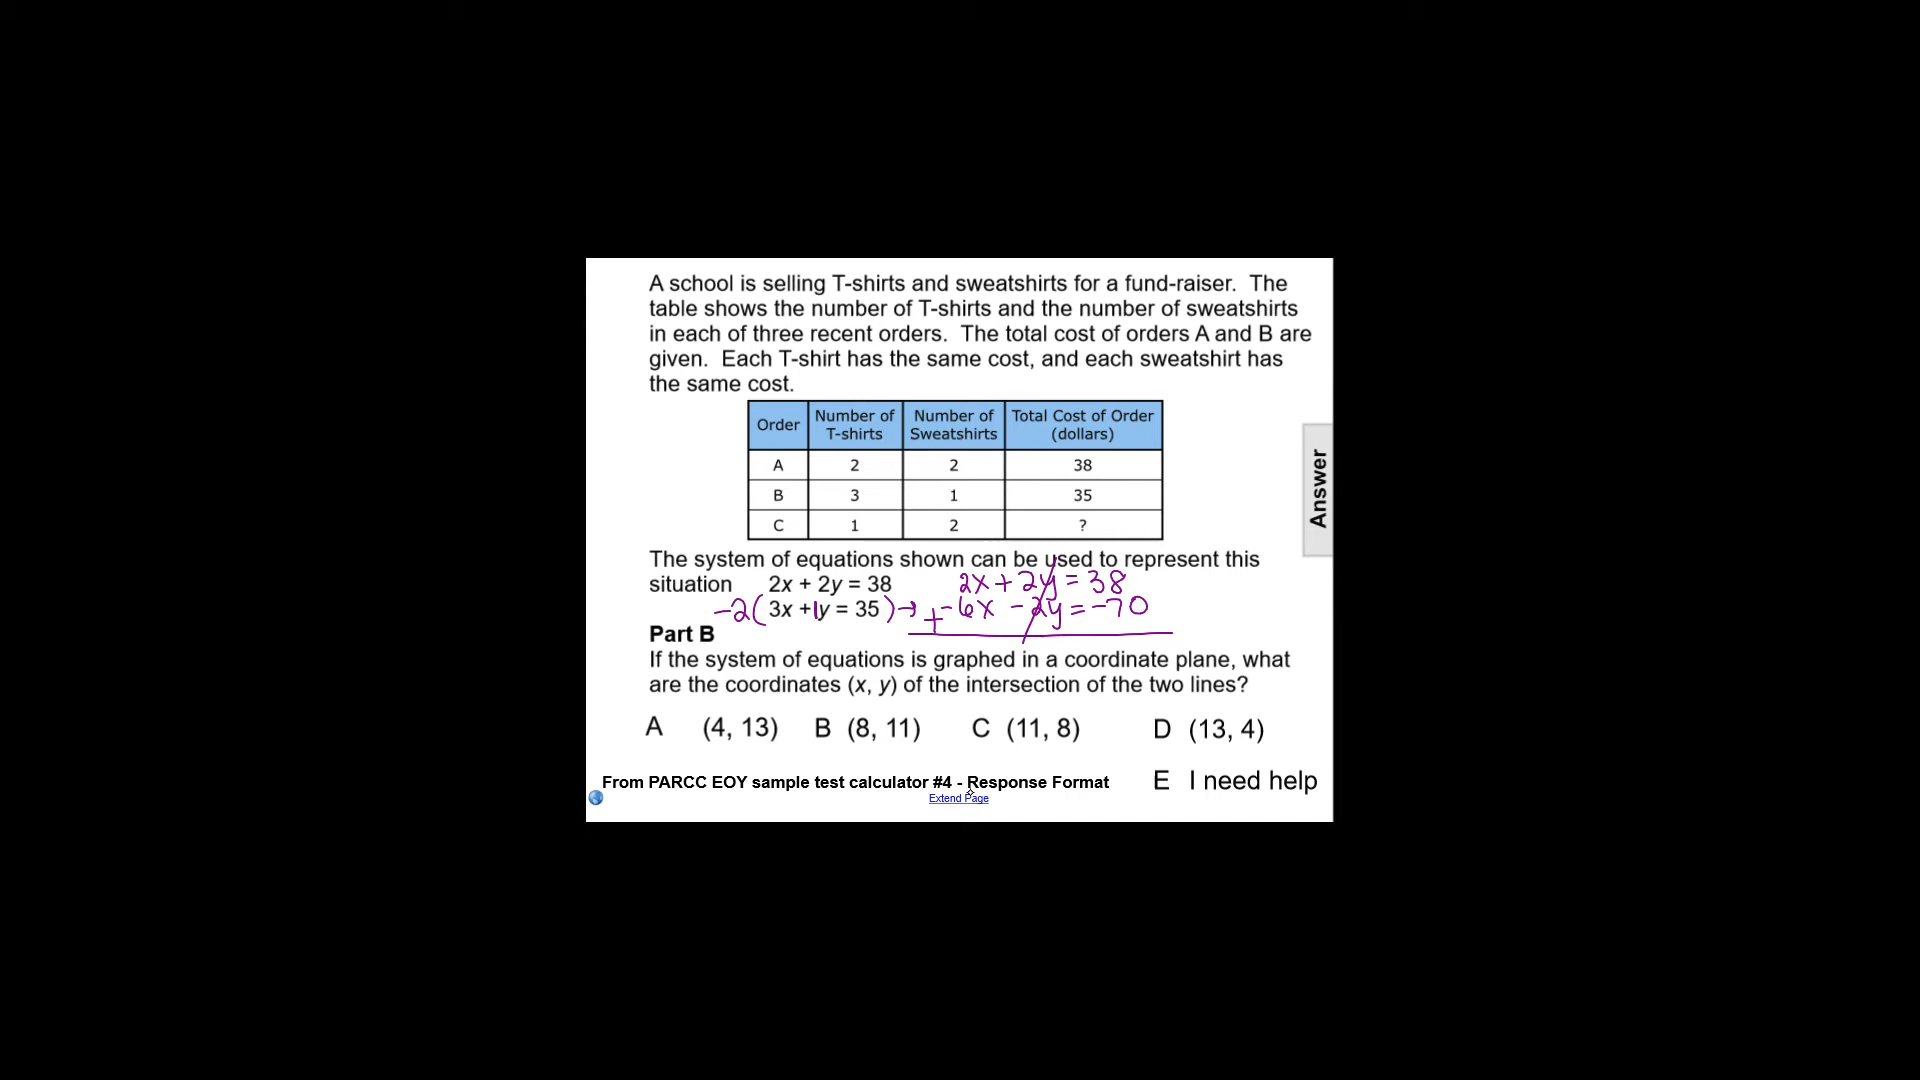 A school is selling T-shirts and sweatshirts for a fund-raiser. The
table shows the number of T-shirts and the number of sweatshirts
in each of three recent orders. The total cost of orders A and B are
given. Each T-shirt has the same cost, and each sweatshirt has
the same cost.
Order Number of T-shirts Number of Sweatshirts Total Cost of Order (dollars)
A 2 2 38
B 3 1 35
C 1 2 ?
The system of equations shown can be used to represent this
situation 2x + 2y = 38 2x + 2y = 38
-2( 3x + 1y = 35 ) → + -6x - 2y = -70
Part B
If the system of equations is graphed in a coordinate plane, what
are the coordinates (x, y) of the intersection of the two lines?
A (4, 13) B (8, 11) C (11, 8) D (13, 4)
From PARCC EOY sample test calculator #4 - Response Format E I need help
Extend Page
Answer